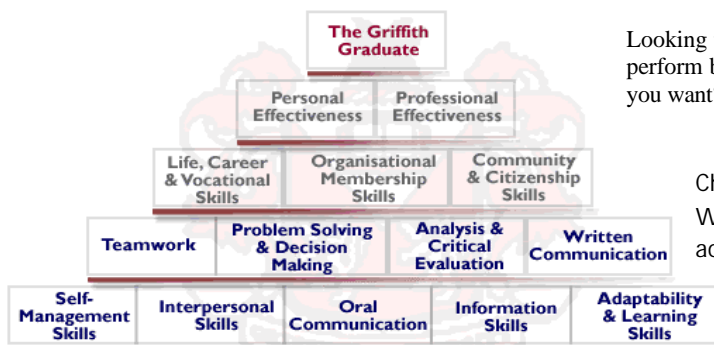 The Griffith
Graduate
Looking
perform b
you want
Personal
Effectiveness
Professional
Effectiveness
Life, Career
& Vocational
Skills
Organisational
Membership
Skills
Community
& Citizenship
Skills
Teamwork
Problem Solving
& Decision
Making
Analysis &
Critical
Evaluation
Written
Communication
Self-
Management
Skills
Interpersonal
Skills
Oral
Communication
Information
Skills
Adaptability
& Learning
Skills